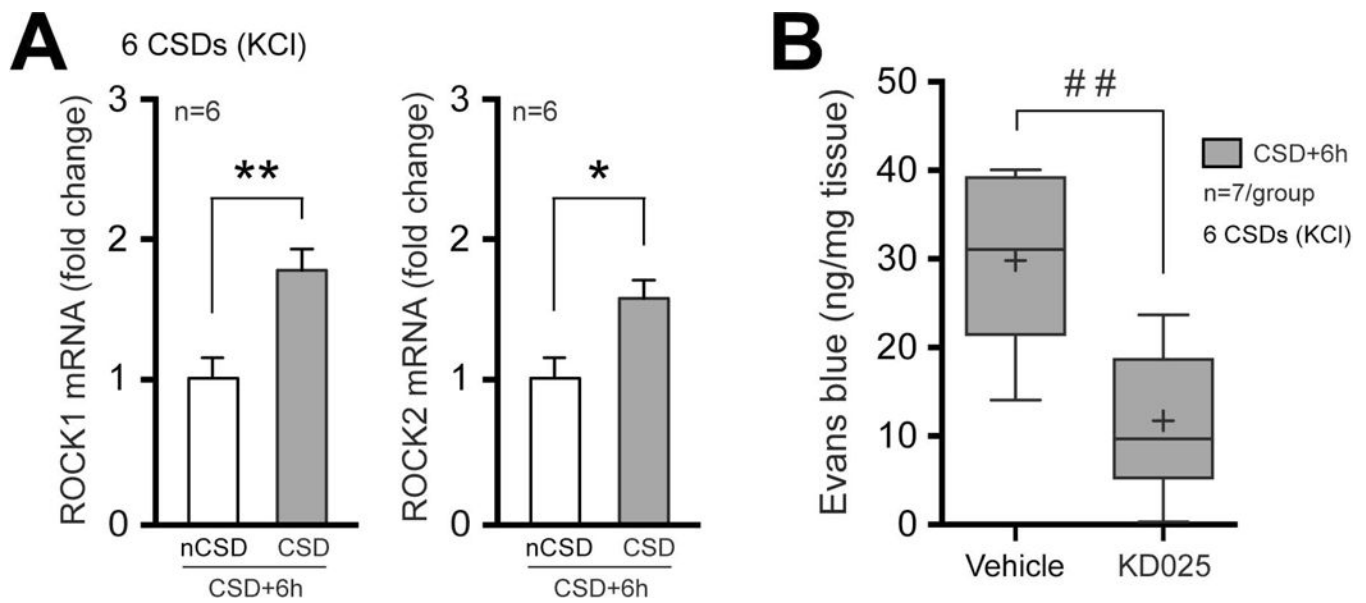 A
6 CSDs (KCl)
ROCK1 mRNA (fold change)
3
2
1
0
n=6
**
nCSD CSD
CSD+6h
ROCK2 mRNA (fold change)
3
2
1
0
n=6
*
nCSD CSD
CSD+6h
B
Evans blue (ng/mg tissue)
50
40
30
20
10
0
##
CSD+6h
n=7/group
6 CSDs (KCl)
Vehicle KD025